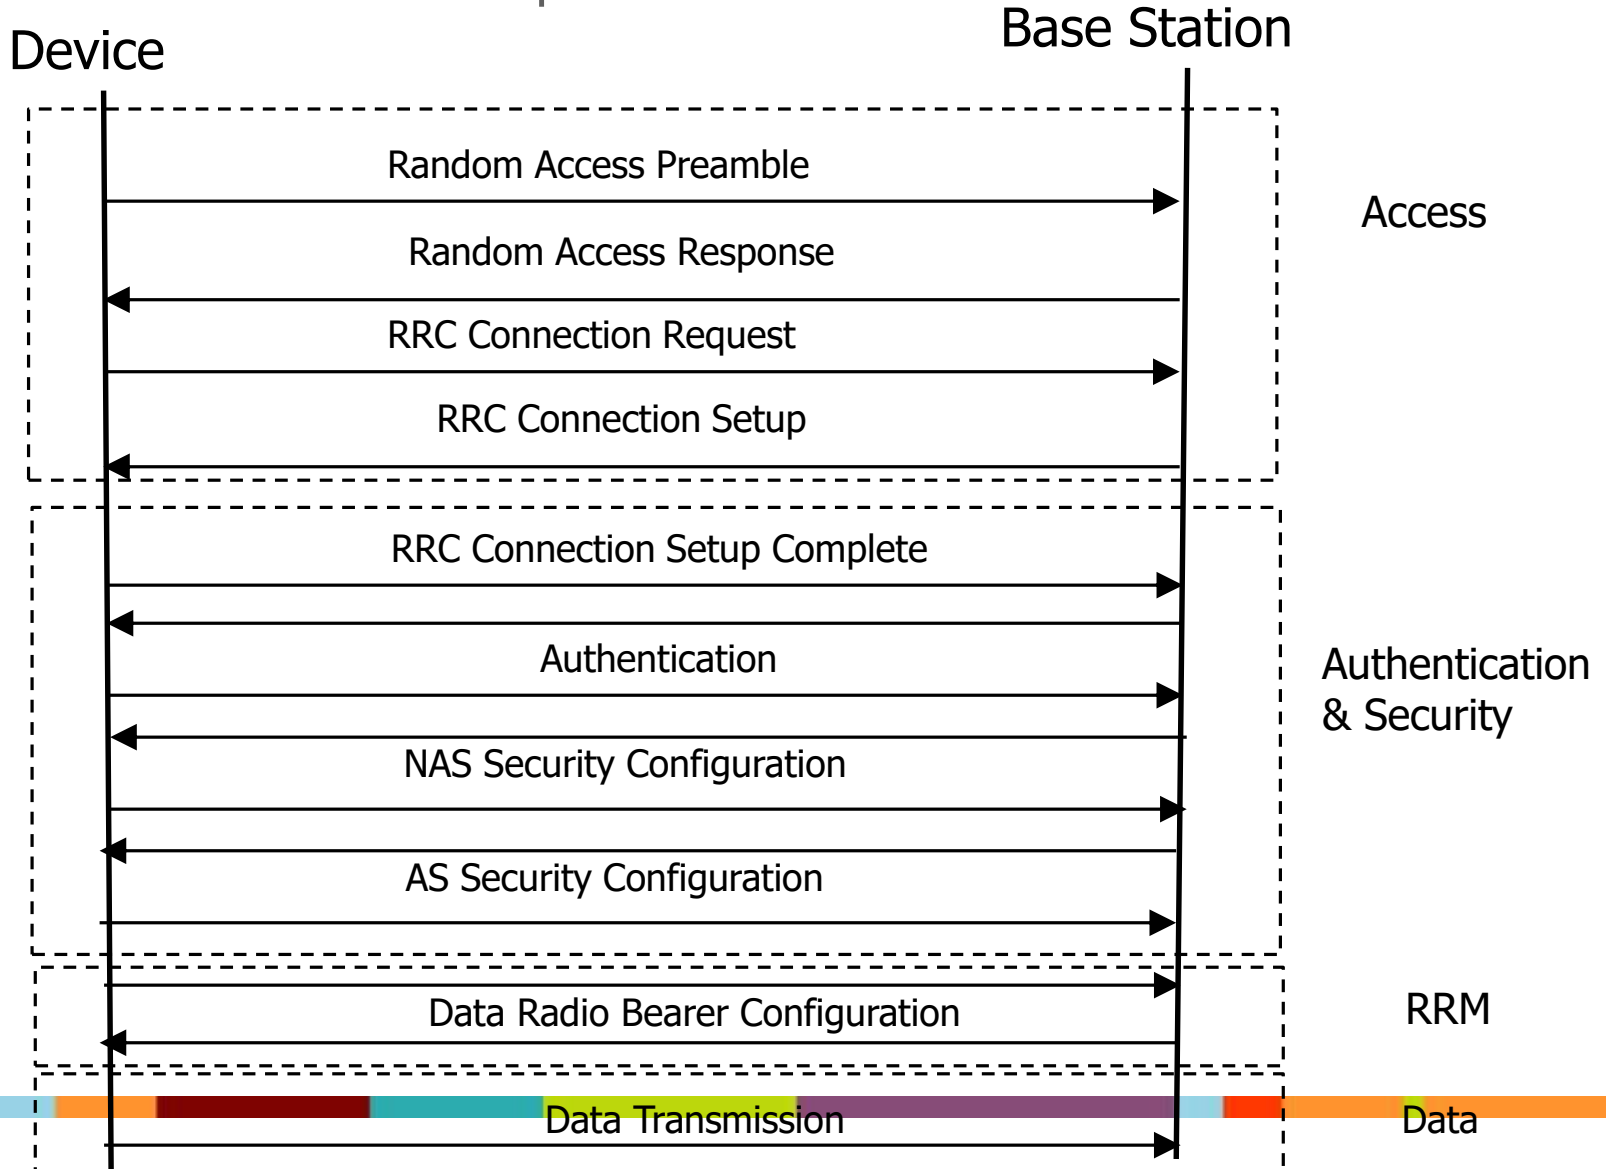 Device
Base Station
Random Access Preamble
Access
Random Access Response
RRC Connection Request
RRC Connection Setup
RRC Connection Setup Complete
Authentication
Authentication
& Security
NAS Security Configuration
AS Security Configuration
Data Radio Bearer Configuration
RRM
Data Transmission
Data